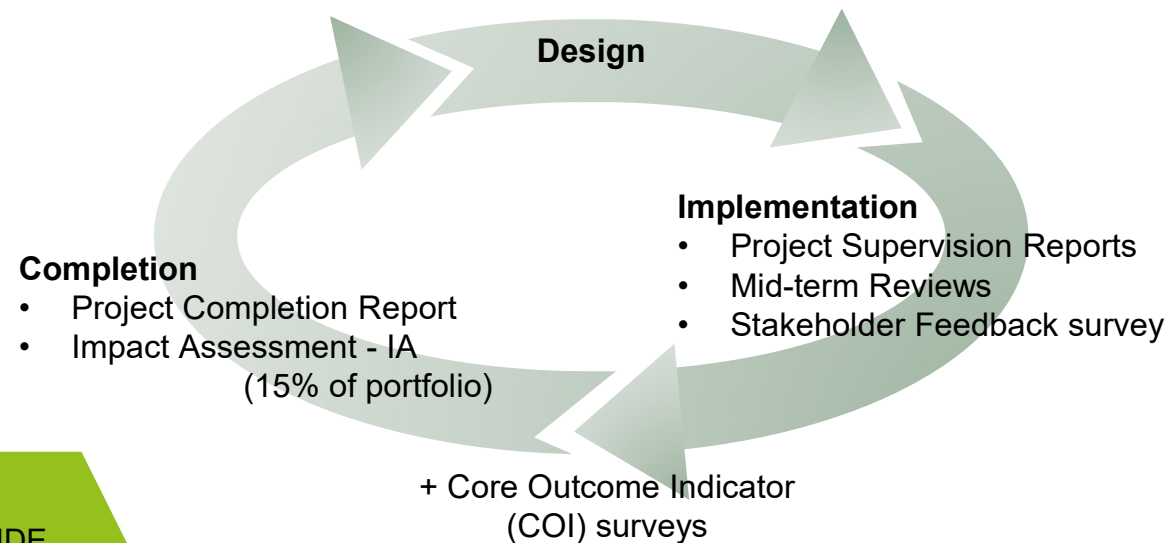 Design
Implementation
• Project Supervision Reports
• Mid-term Reviews
• Stakeholder Feedback survey
Completion
• Project Completion Report
• Impact Assessment - IA
(15% of portfolio)
+ Core Outcome Indicator
(COI) surveys